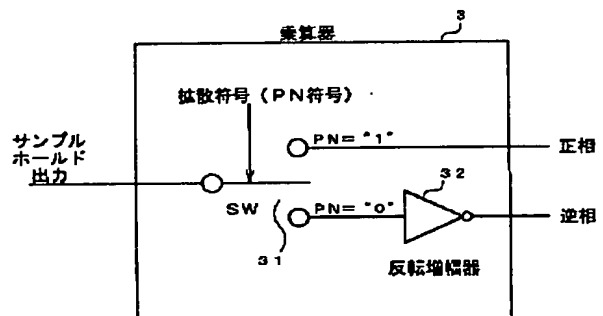 3
乗算器
拡散符号（PN符号）
サンプル
ホールド
出力
PN="1"
正相
SW
PN="0"
32
逆相
31
反転増幅器